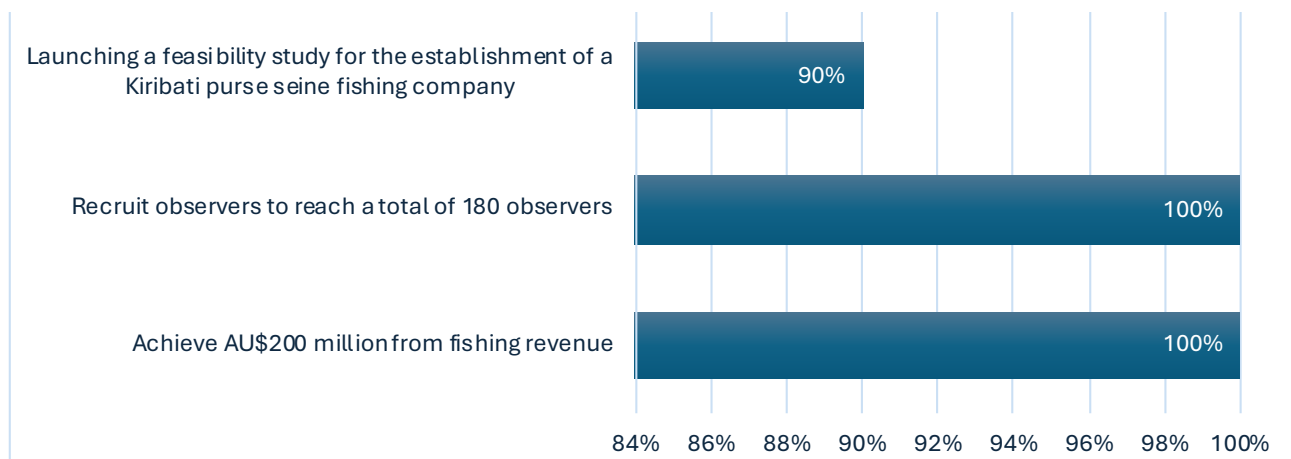 Launching a feasibility study for the establishment of a
Kiribati purse seine fishing company
90%
Recruit observers to reach a total of 180 observers
100%
Achieve AU$200 million from fishing revenue
100%
84% 86% 88% 90% 92% 94% 96% 98% 100%